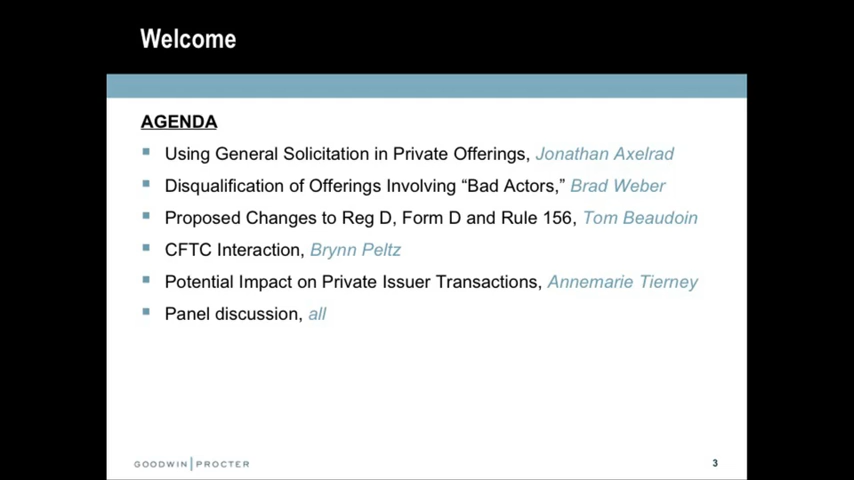 Welcome
AGENDA
Using General Solicitation in Private Offerings, Jonathan Axelrad
Disqualification of Offerings Involving “Bad Actors,” Brad Weber
Proposed Changes to Reg D, Form D and Rule 156, Tom Beaudoin
CFTC Interaction, Brynn Peltz
Potential Impact on Private Issuer Transactions, Annemarie Tierney
Panel discussion, all
GOODWIN PROCTER
3